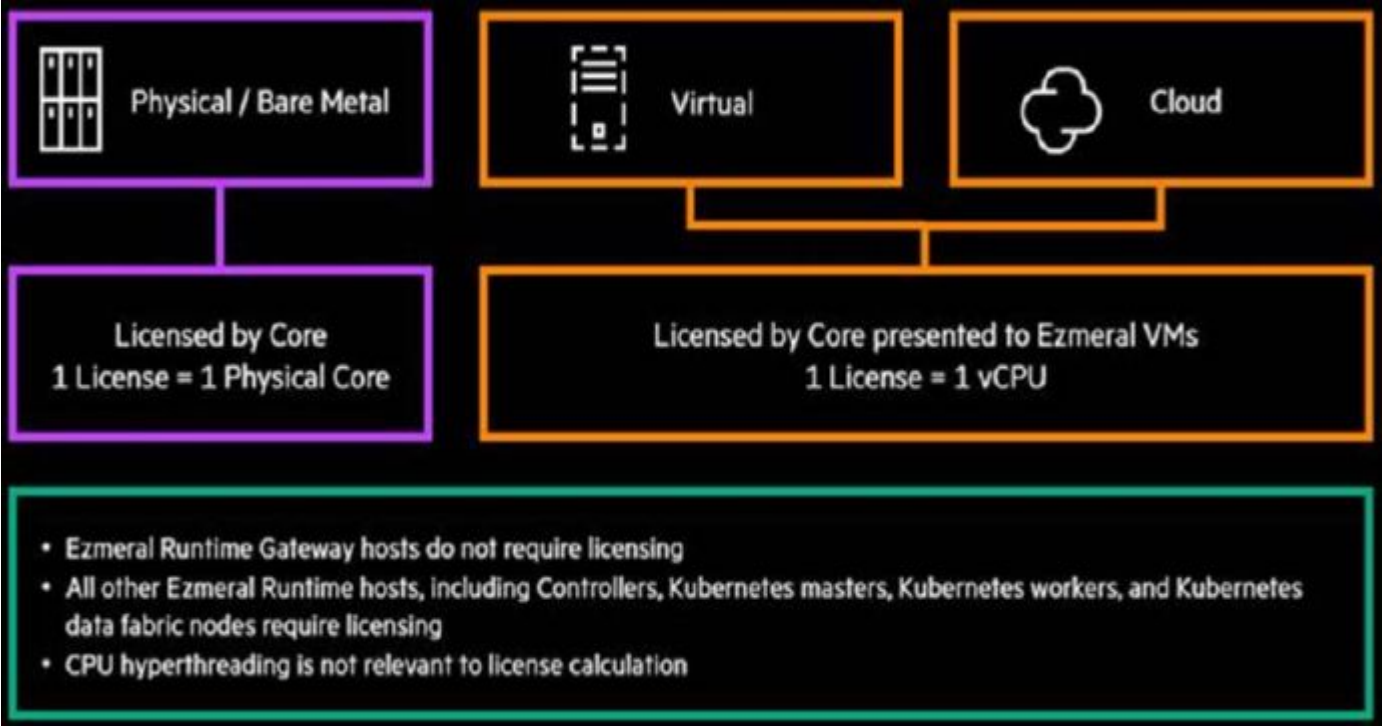 Physical / Bare Metal
Virtual
Cloud
Licensed by Core
1 License = 1 Physical Core
Licensed by Core presented to Ezmeral VMs
1 License = 1 vCPU
• Ezmeral Runtime Gateway hosts do not require licensing
• All other Ezmeral Runtime hosts, including Controllers, Kubernetes masters, Kubernetes workers, and Kubernetes
data fabric nodes require licensing
• CPU hyperthreading is not relevant to license calculation